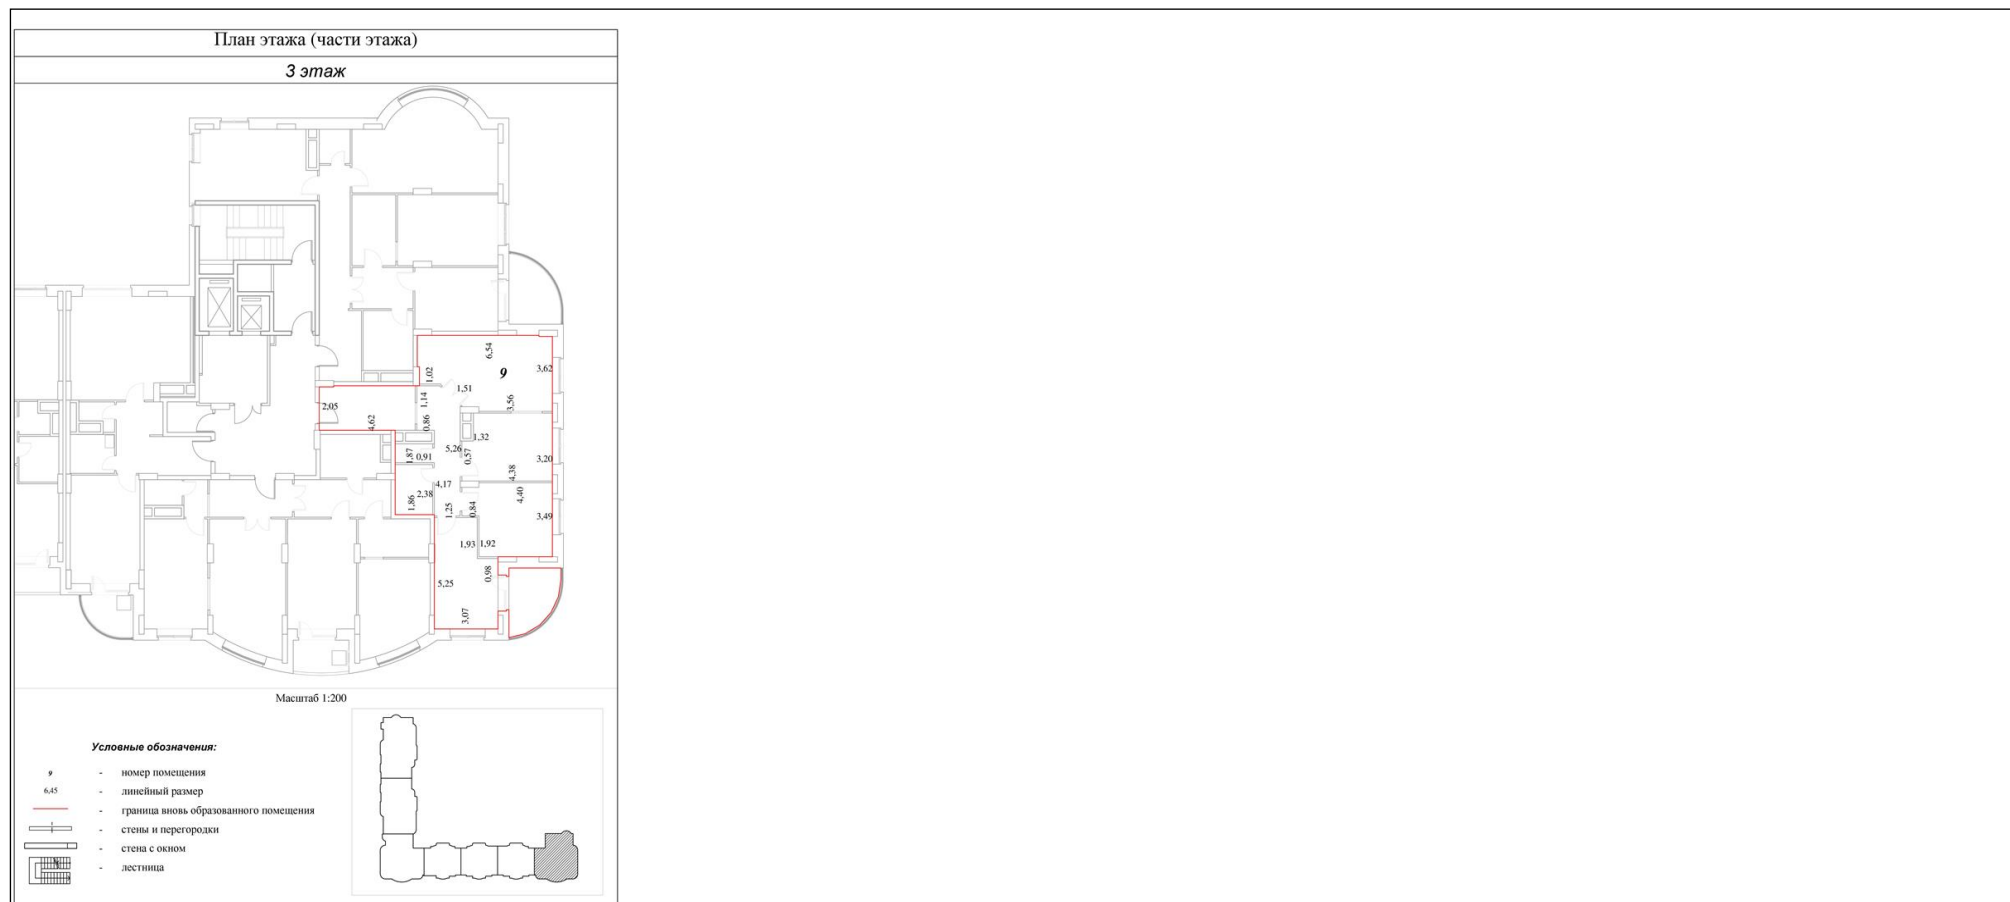 План этажа (части этажа)
3 этаж
6,54
9
3,62
1,02
1,51
3,56
1,14
2,05
4,62
0,86
1,32
5,26
1,87
0,91
0,57
3,20
4,38
4,17
2,38
1,86
4,40
1,25
0,84
3,49
1,93
1,92
0,98
5,25
3,07
Масштаб 1:200
Условные обозначения:
9 - номер помещения
6,45 - линейный размер
- граница вновь образованного помещения
- стены и перегородки
- стена с окном
- лестница